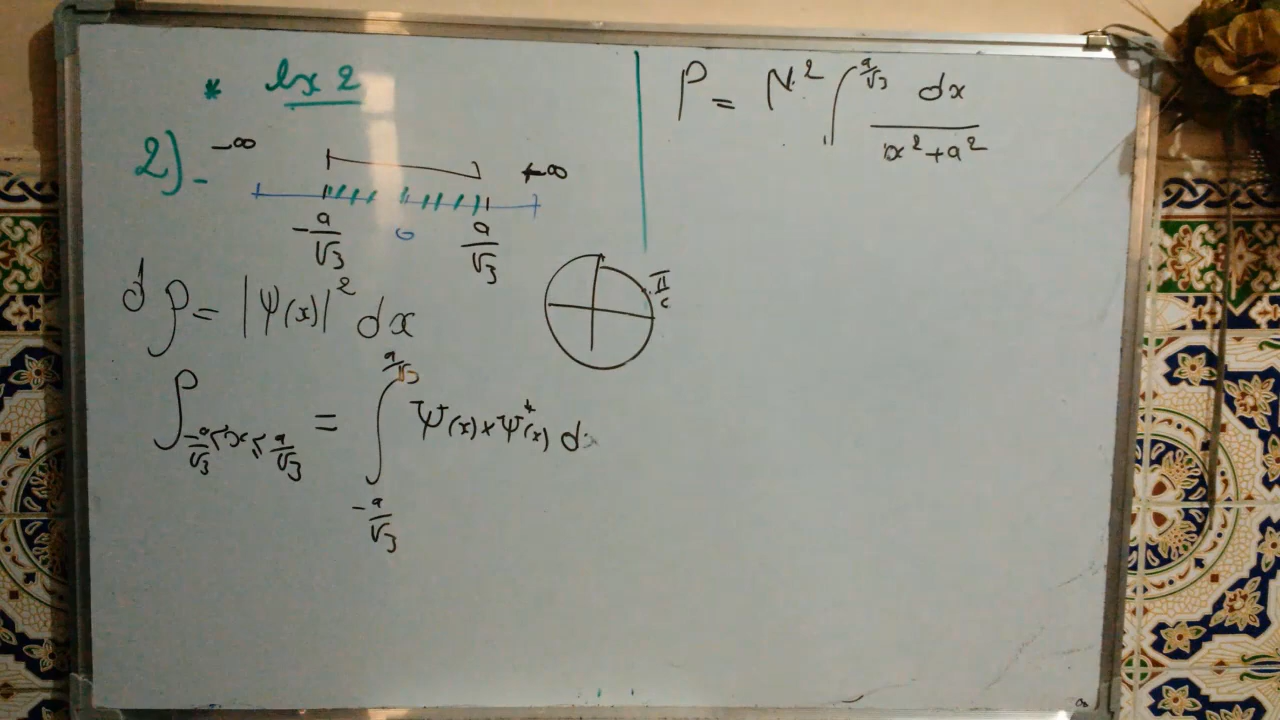 * Ex 2
2) -
-∞ +∞
-a/√3 0 a/√3
dP = |Ψ(x)|² dx
P -a/√3 ≤ x ≤ a/√3 = ∫ -a/√3 a/√3 Ψ(x) × Ψ*(x) dx
P = N² ∫ a/√3 dx / x² + a²